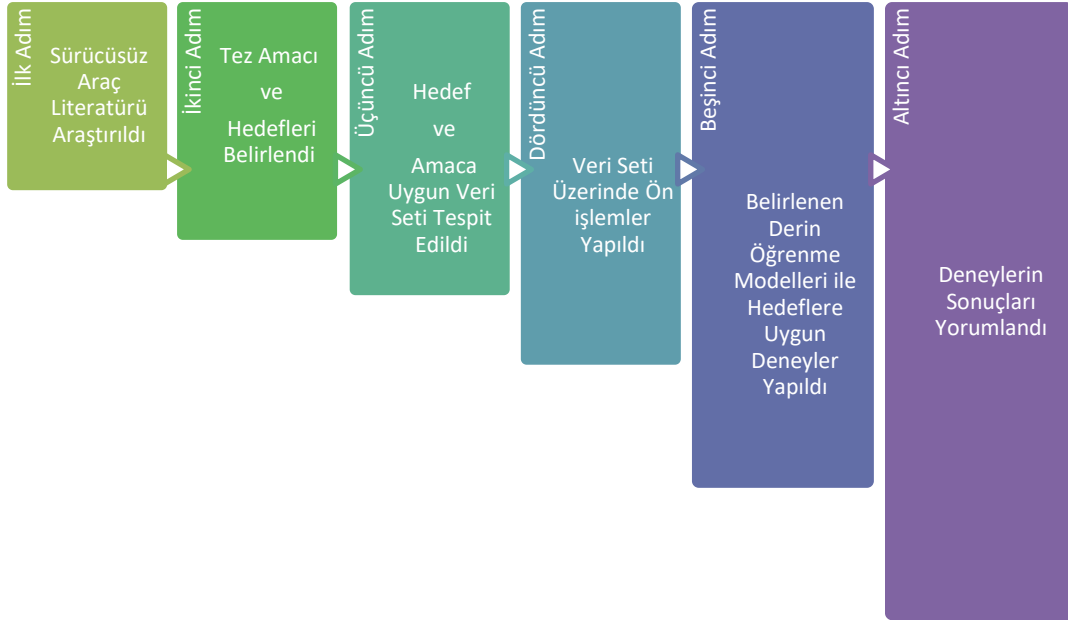 İlk Adım
Sürücüsüz
Araç
Literatürü
Araştırıldı
İkinci Adım
Tez Amacı
ve
Hedefleri
Belirlendi
Üçüncü Adım
Hedef
ve
Amaca
Uygun Veri
Seti Tespit
Edildi
Dördüncü Adım
Veri Seti
Üzerinde Ön
işlemler
Yapıldı
Beşinci Adım
Belirlenen
Derin
Öğrenme
Modelleri ile
Hedeflere
Uygun
Deneyler
Yapıldı
Altıncı Adım
Deneylerin
Sonuçları
Yorumlandı